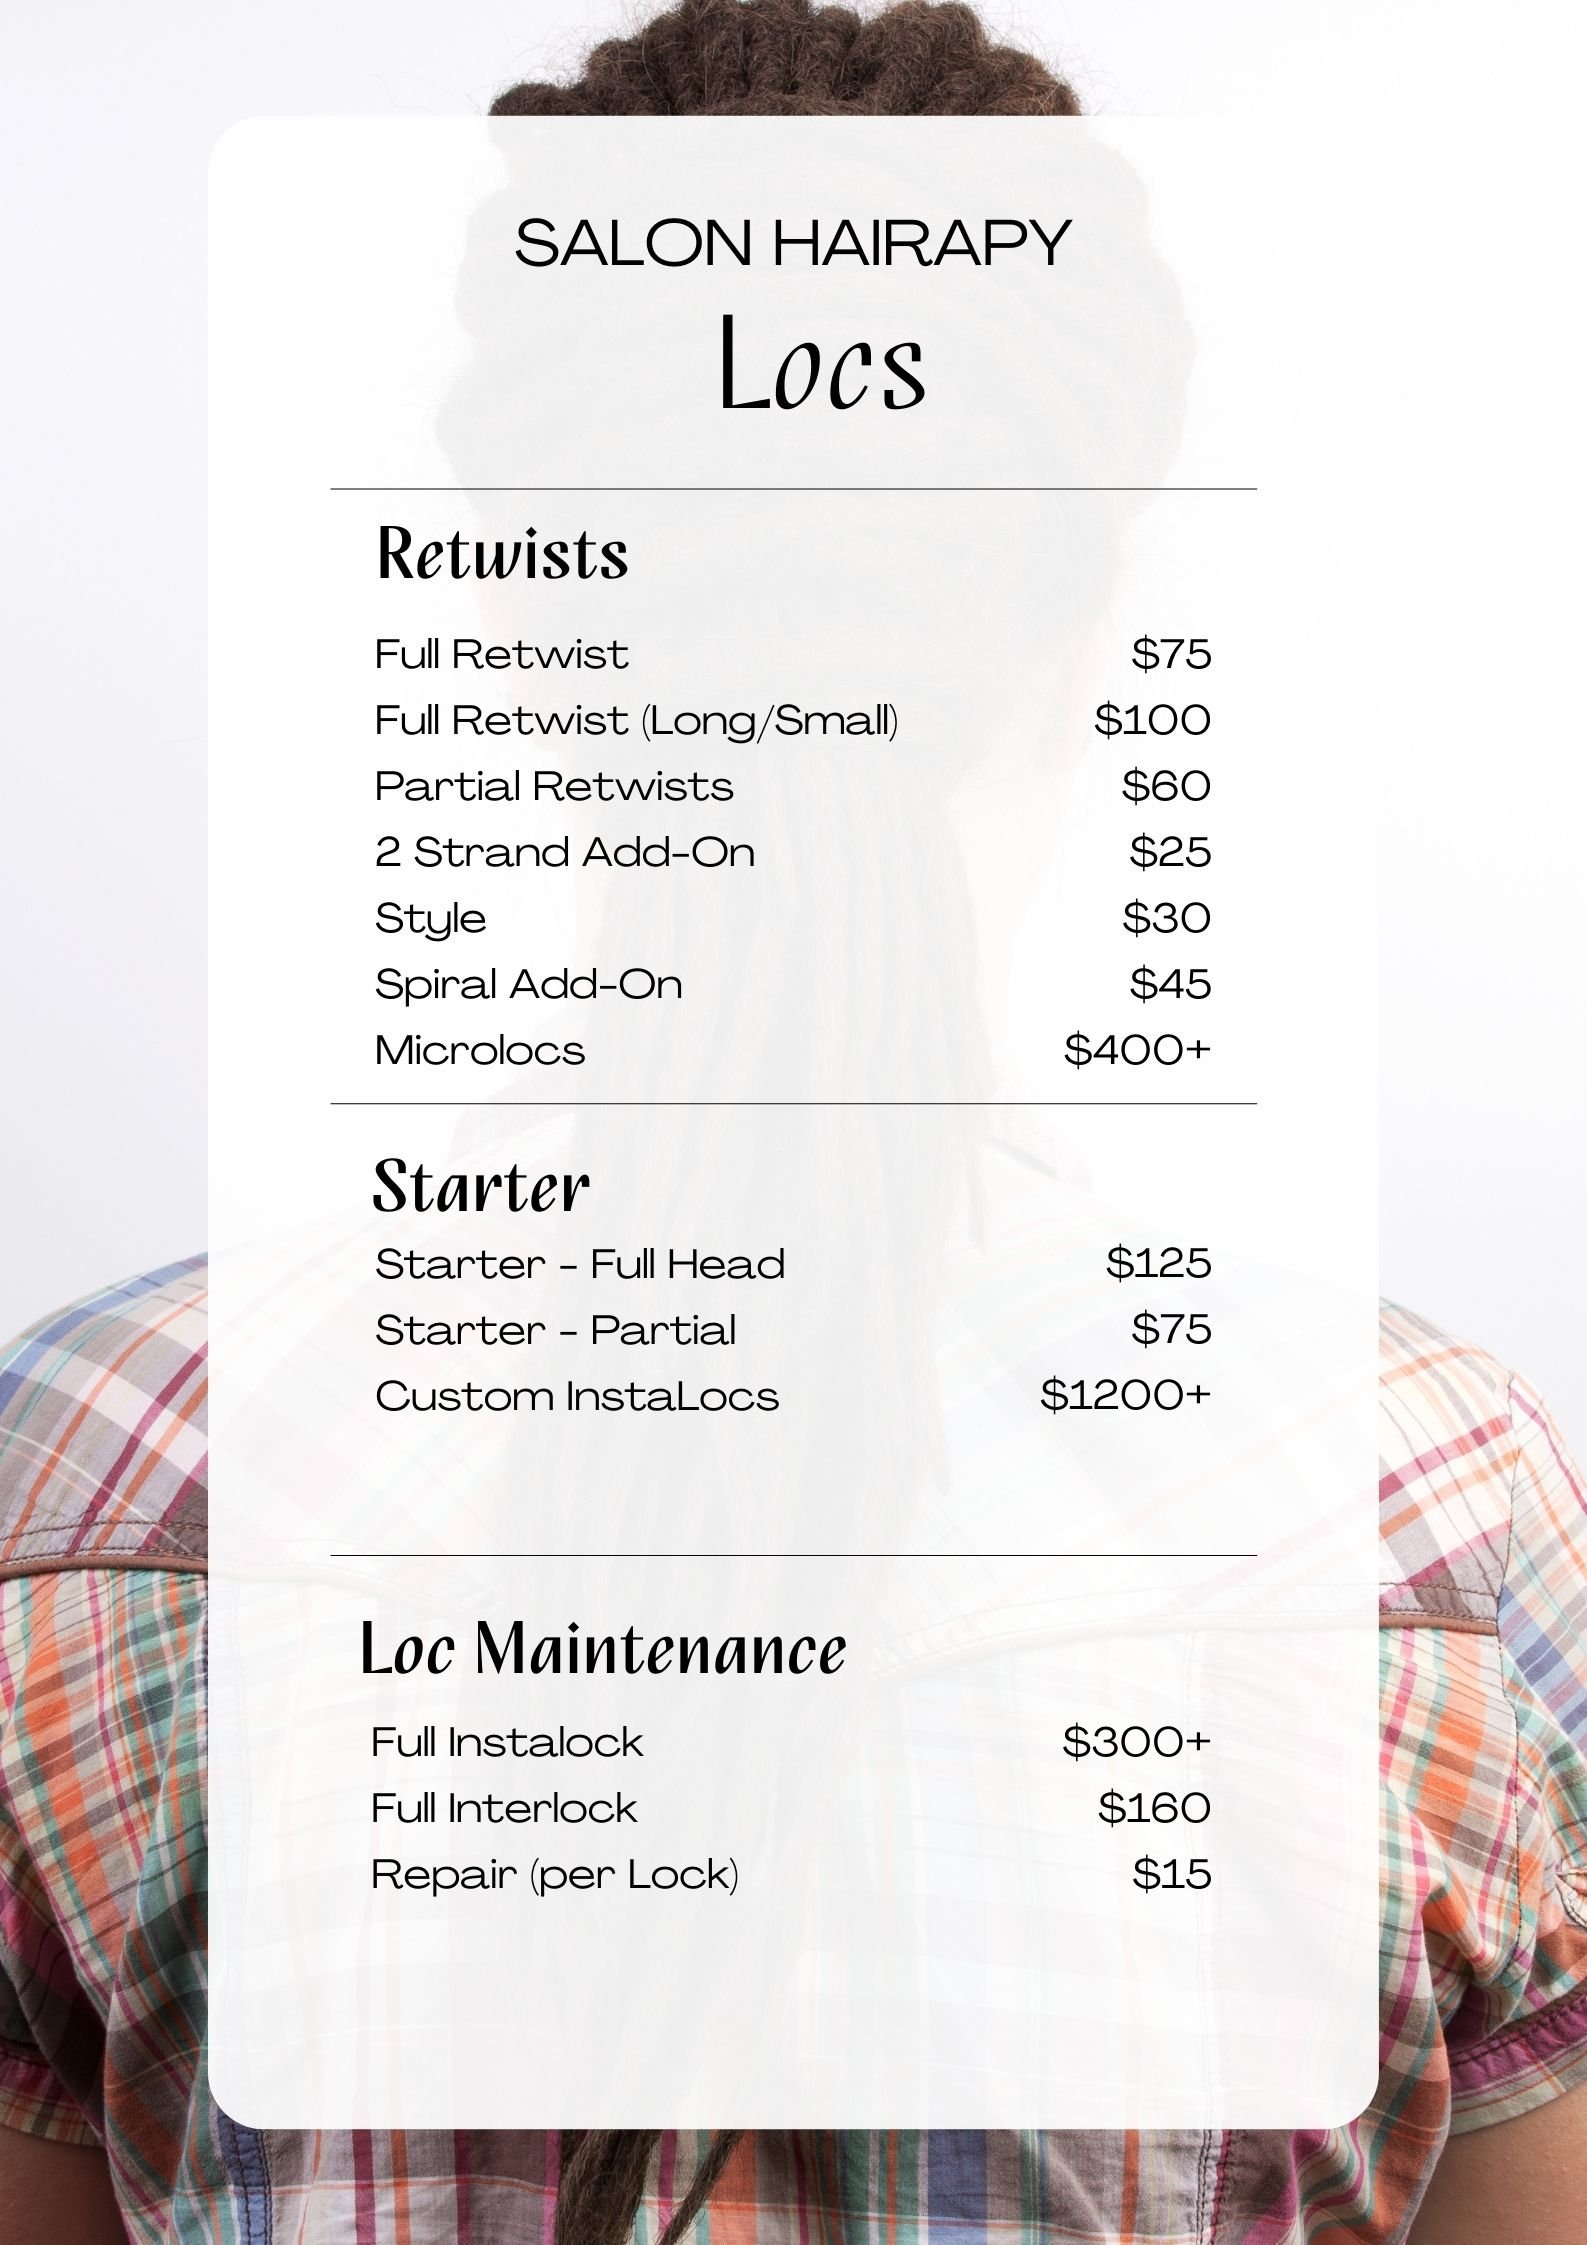 SALON HAIRAPY
Locs
Retwists
Full Retwist $75
Full Retwist (Long/Small) $100
Partial Retwists $60
2 Strand Add-On $25
Style $30
Spiral Add-On $45
Microlocs $400+
Starter
Starter - Full Head $125
Starter - Partial $75
Custom InstaLocs $1200+
Loc Maintenance
Full Instalock $300+
Full Interlock $160
Repair (per Lock) $15